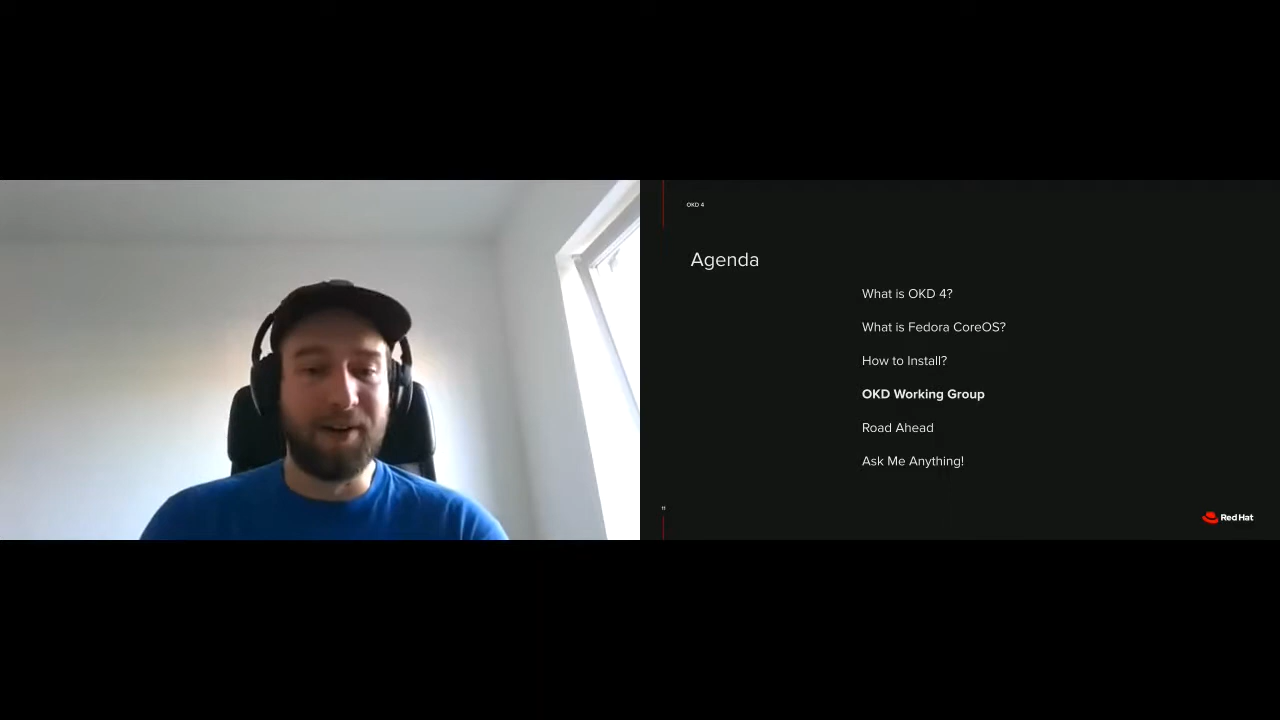 OKD 4
Agenda
What is OKD 4?
What is Fedora CoreOS?
How to Install?
OKD Working Group
Road Ahead
Ask Me Anything!
11
Red Hat